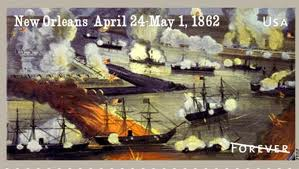 New Orleans April 24-May 1, 1862
USA
FOREVER